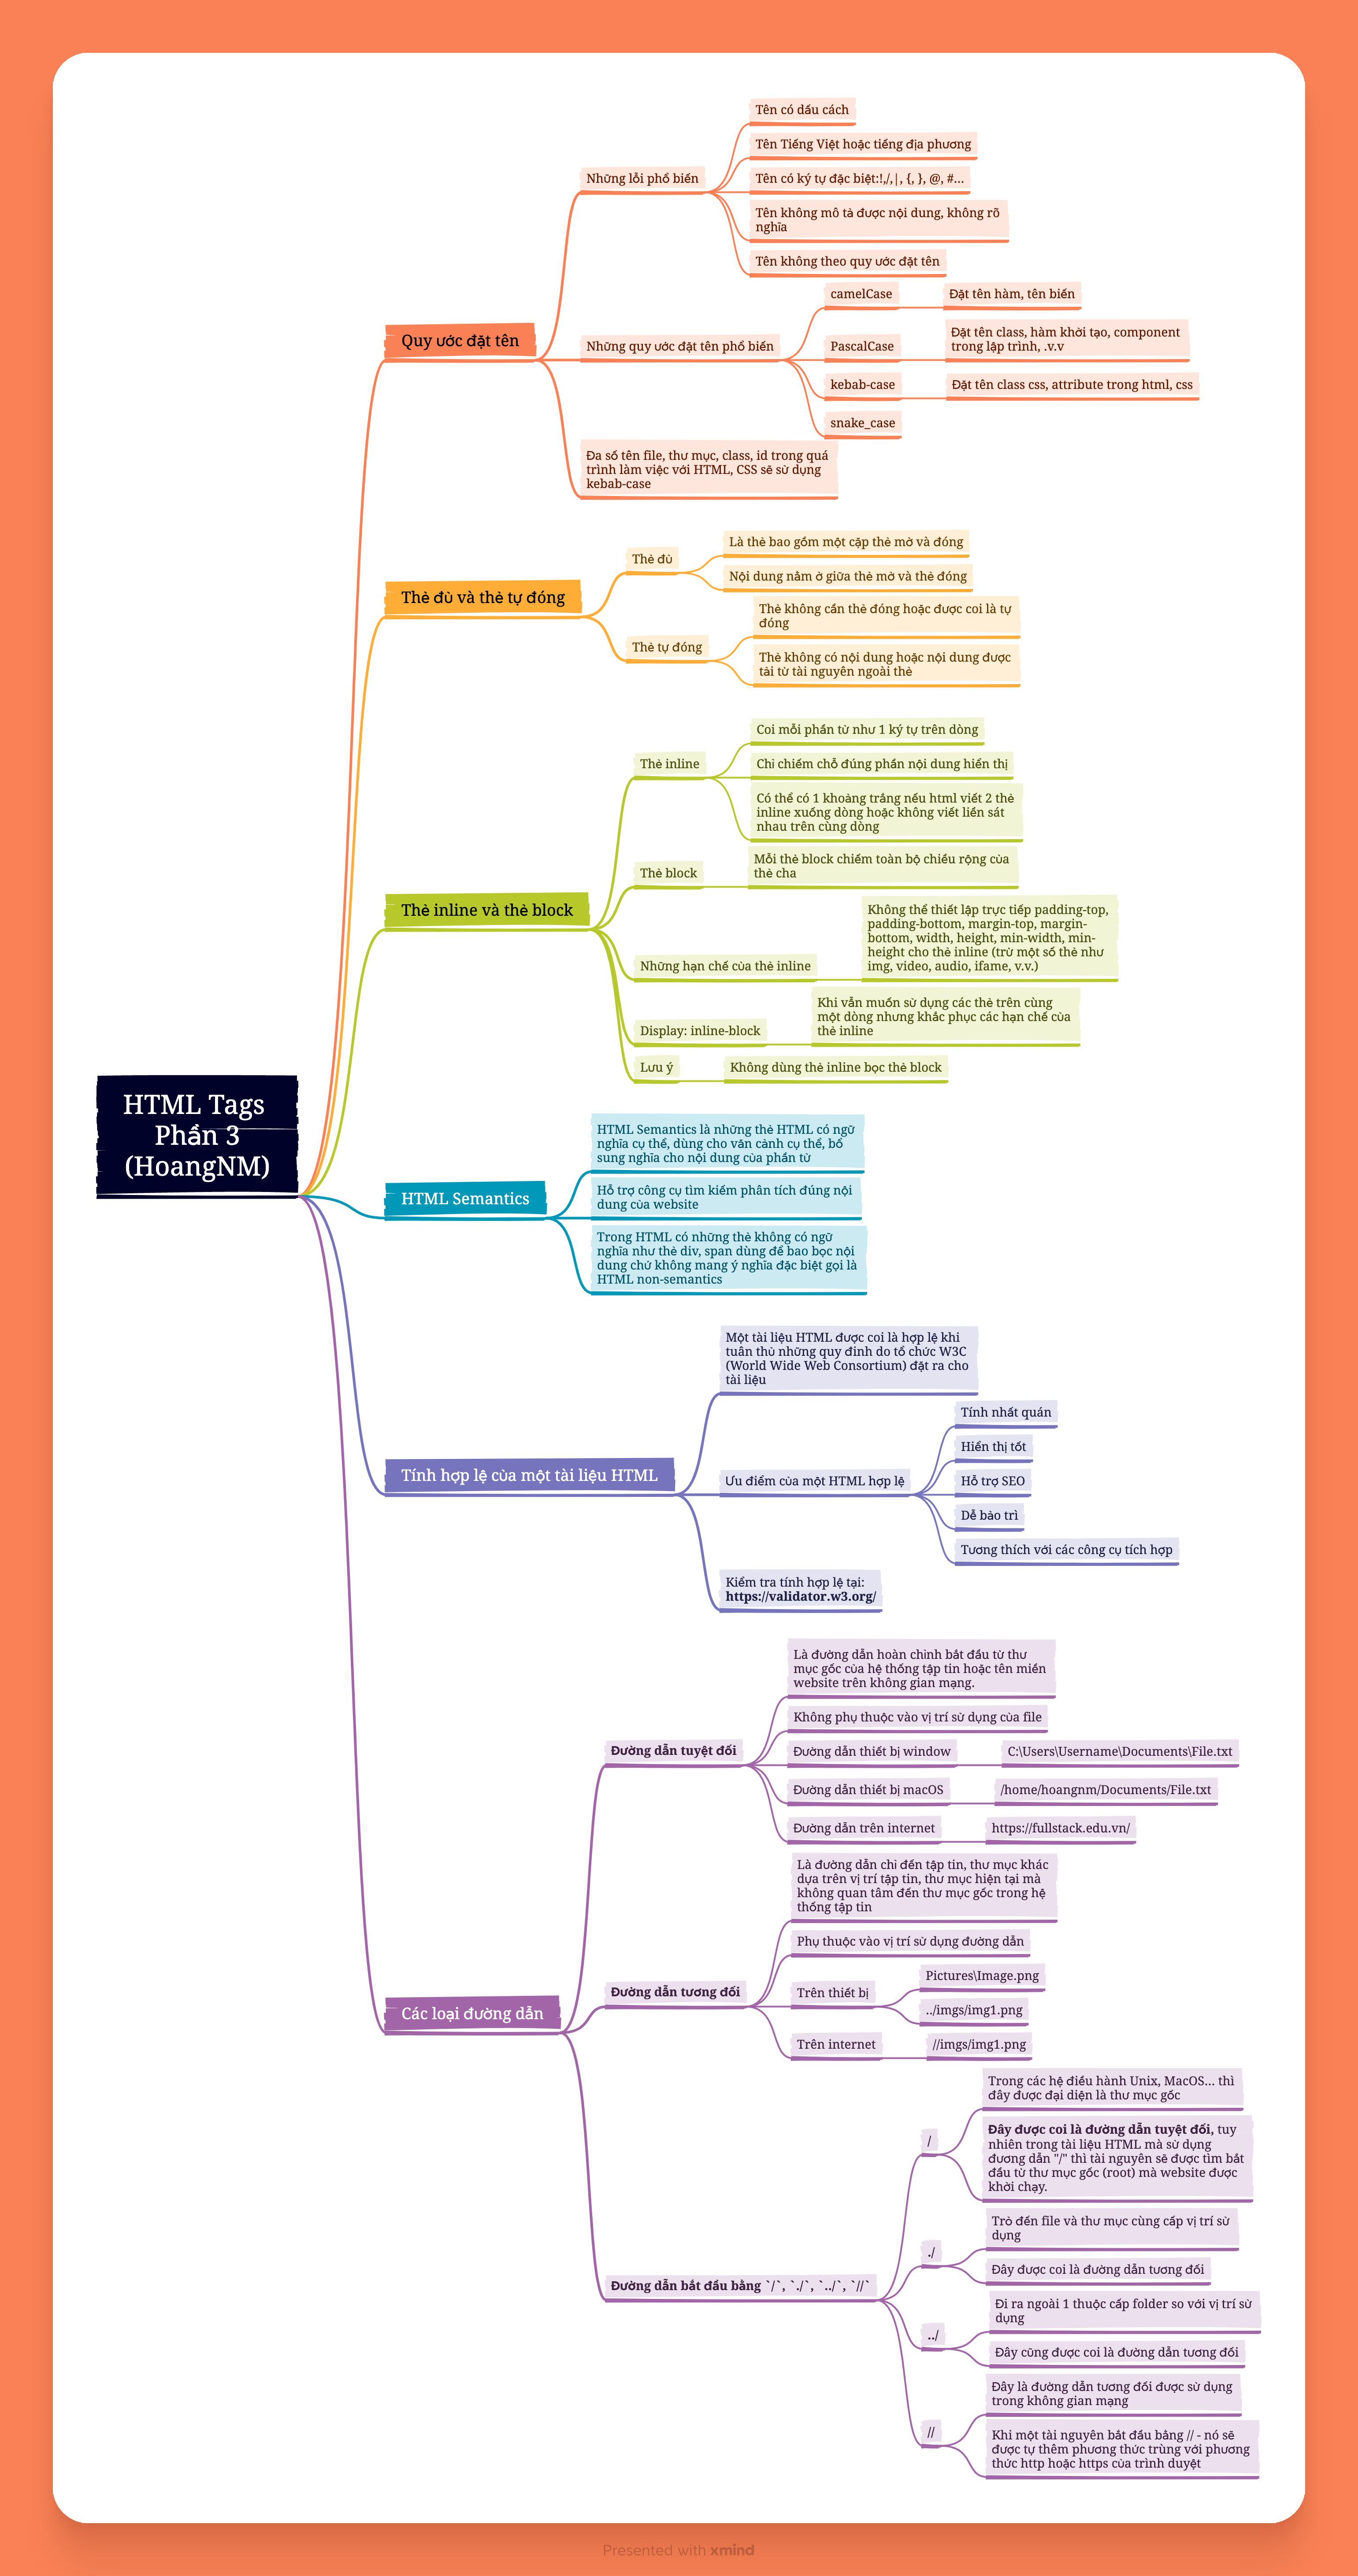 HTML Tags
Phần 3
(HoangNM)
Quy ước đặt tên
Những lỗi phổ biến
Tên có dấu cách
Tên Tiếng Việt hoặc tiếng địa phương
Tên có ký tự đặc biệt:!,/,|, {, }, @, #...
Tên không mô tả được nội dung, không rõ
nghĩa
Tên không theo quy ước đặt tên
Những quy ước đặt tên phổ biến
camelCase
Đặt tên hàm, tên biến
PascalCase
Đặt tên class, hàm khởi tạo, component
trong lập trình, .v.v
kebab-case
Đặt tên class css, attribute trong html, css
snake_case
Đa số tên file, thư mục, class, id trong quá
trình làm việc với HTML, CSS sẽ sử dụng
kebab-case
Thẻ đủ và thẻ tự đóng
Thẻ đủ
Là thẻ bao gồm một cặp thẻ mở và đóng
Nội dung nằm ở giữa thẻ mở và thẻ đóng
Thẻ tự đóng
Thẻ không cần thẻ đóng hoặc được coi là tự
đóng
Thẻ không có nội dung hoặc nội dung được
tải từ tài nguyên ngoài thẻ
Thẻ inline và thẻ block
Thẻ inline
Coi mỗi phần tử như 1 ký tự trên dòng
Chỉ chiếm chỗ đúng phần nội dung hiển thị
Có thể có 1 khoảng trắng nếu html viết 2 thẻ
inline xuống dòng hoặc không viết liền sát
nhau trên cùng dòng
Thẻ block
Mỗi thẻ block chiếm toàn bộ chiều rộng của
thẻ cha
Những hạn chế của thẻ inline
Không thể thiết lập trực tiếp padding-top,
padding-bottom, margin-top, margin-
bottom, width, height, min-width, min-
height cho thẻ inline (trừ một số thẻ như
img, video, audio, ifame, v.v.)
Display: inline-block
Khi vẫn muốn sử dụng các thẻ trên cùng
một dòng nhưng khắc phục các hạn chế của
thẻ inline
Lưu ý
Không dùng thẻ inline bọc thẻ block
HTML Semantics
HTML Semantics là những thẻ HTML có ngữ
nghĩa cụ thể, dùng cho văn cảnh cụ thể, bổ
sung nghĩa cho nội dung của phần tử
Hỗ trợ công cụ tìm kiếm phân tích đúng nội
dung của website
Trong HTML có những thẻ không có ngữ
nghĩa như thẻ div, span dùng để bao bọc nội
dung chứ không mang ý nghĩa đặc biệt gọi là
HTML non-semantics
Tính hợp lệ của một tài liệu HTML
Một tài liệu HTML được coi là hợp lệ khi
tuân thủ những quy đinh do tổ chức W3C
(World Wide Web Consortium) đặt ra cho
tài liệu
Ưu điểm của một HTML hợp lệ
Tính nhất quán
Hiển thị tốt
Hỗ trợ SEO
Dễ bảo trì
Tương thích với các công cụ tích hợp
Kiểm tra tính hợp lệ tại:
https://validator.w3.org/
Các loại đường dẫn
Đường dẫn tuyệt đối
Là đường dẫn hoàn chỉnh bắt đầu từ thư
mục gốc của hệ thống tập tin hoặc tên miền
website trên không gian mạng.
Không phụ thuộc vào vị trí sử dụng của file
Đường dẫn thiết bị window
C:\Users\Username\Documents\File.txt
Đường dẫn thiết bị macOS
/home/hoangnm/Documents/File.txt
Đường dẫn trên internet
https://fullstack.edu.vn/
Đường dẫn tương đối
Là đường dẫn chỉ đến tập tin, thư mục khác
dựa trên vị trí tập tin, thư mục hiện tại mà
không quan tâm đến thư mục gốc trong hệ
thống tập tin
Phụ thuộc vào vị trí sử dụng đường dẫn
Trên thiết bị
Pictures\Image.png
../imgs/img1.png
Trên internet
//imgs/img1.png
Đường dẫn bắt đầu bằng `/`, `./`, `../`, `//`
/
Trong các hệ điều hành Unix, MacOS... thì
đây được đại diện là thư mục gốc
Đây được coi là đường dẫn tuyệt đối, tuy
nhiên trong tài liệu HTML mà sử dụng
đương dẫn "/" thì tài nguyên sẽ được tìm bắt
đầu từ thư mục gốc (root) mà website được
khởi chạy.
./
Trỏ đến file và thư mục cùng cấp vị trí sử
dụng
Đây được coi là đường dẫn tương đối
../
Đi ra ngoài 1 thuộc cấp folder so với vị trí sử
dụng
Đây cũng được coi là đường dẫn tương đối
//
Đây là đường dẫn tương đối được sử dụng
trong không gian mạng
Khi một tài nguyên bắt đầu bằng // - nó sẽ
được tự thêm phương thức trùng với phương
thức http hoặc https của trình duyệt
Presented with xmind